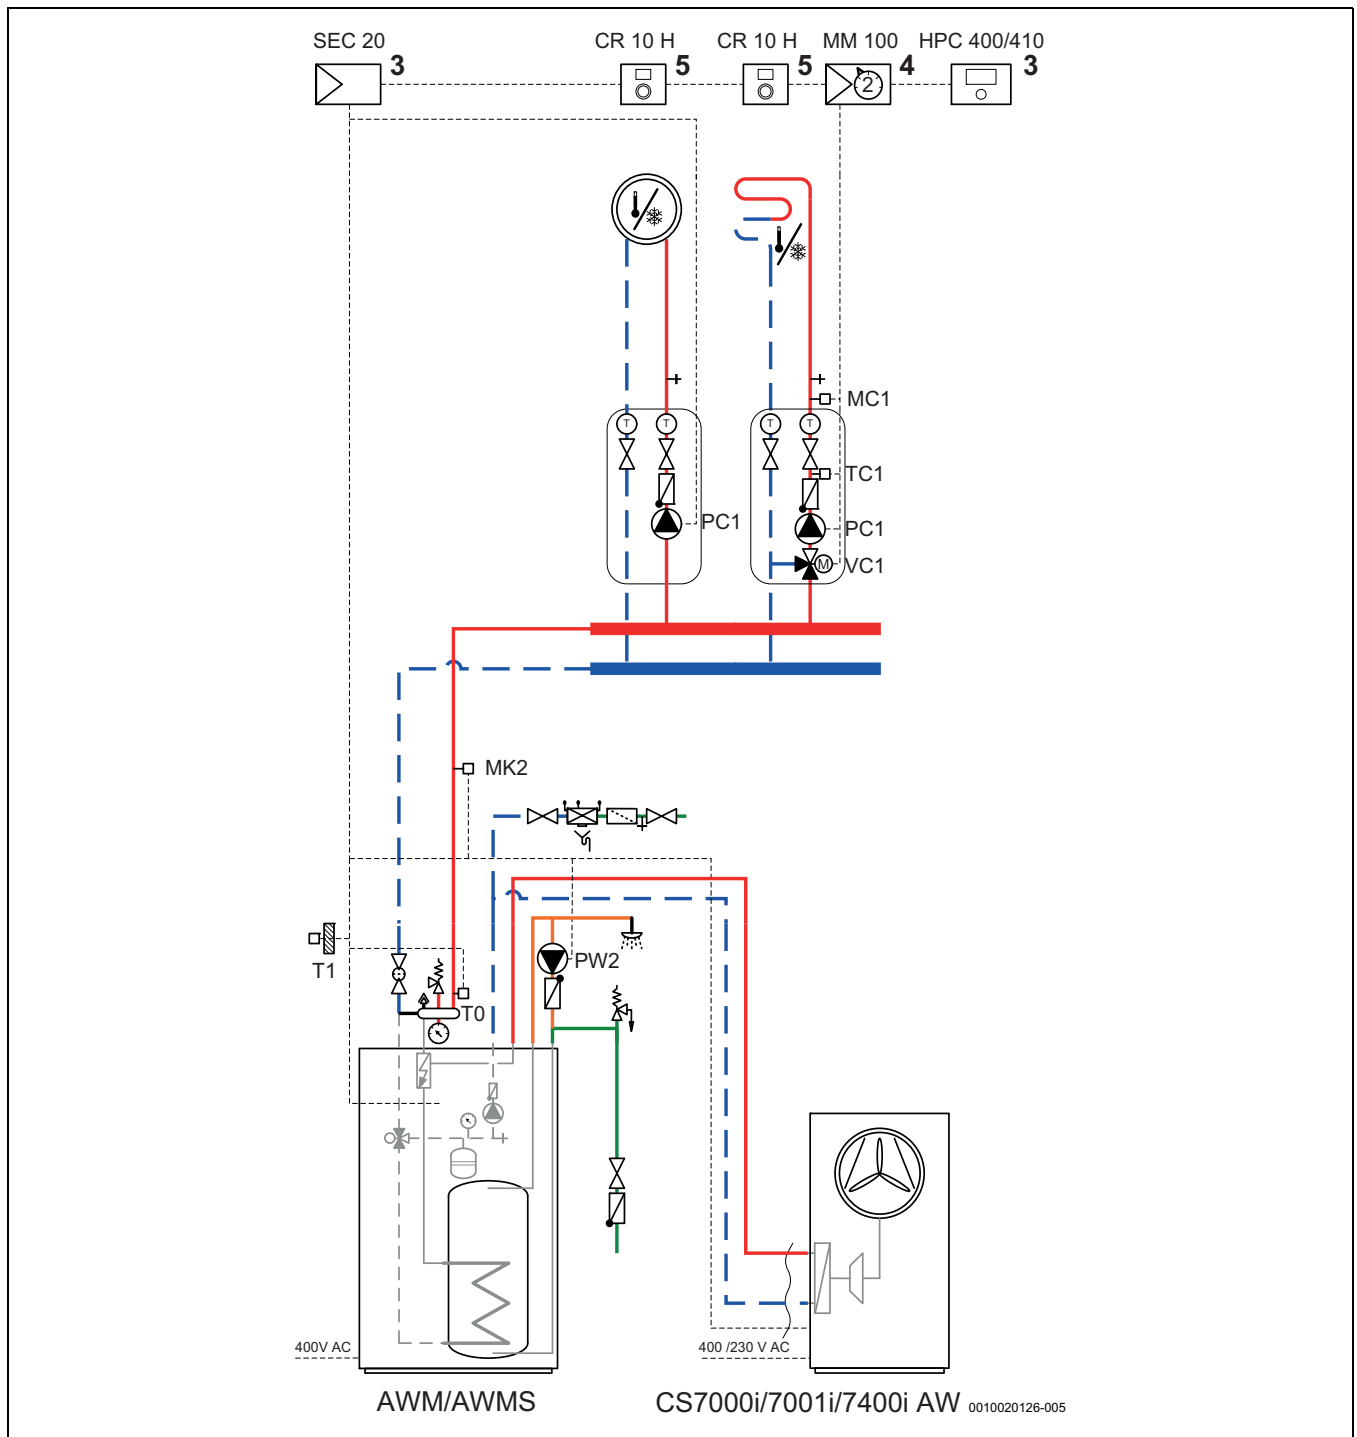 SEC 20
3
CR 10 H
5
CR 10 H
5
MM 100
4
2
HPC 400/410
3
MC1
T
T
T
T
TC1
PC1
PC1
M
VC1
MK2
T1
T0
PW2
400V AC
400 /230 V AC
AWM/AWMS
CS7000i/7001i/7400i AW
0010020126-005